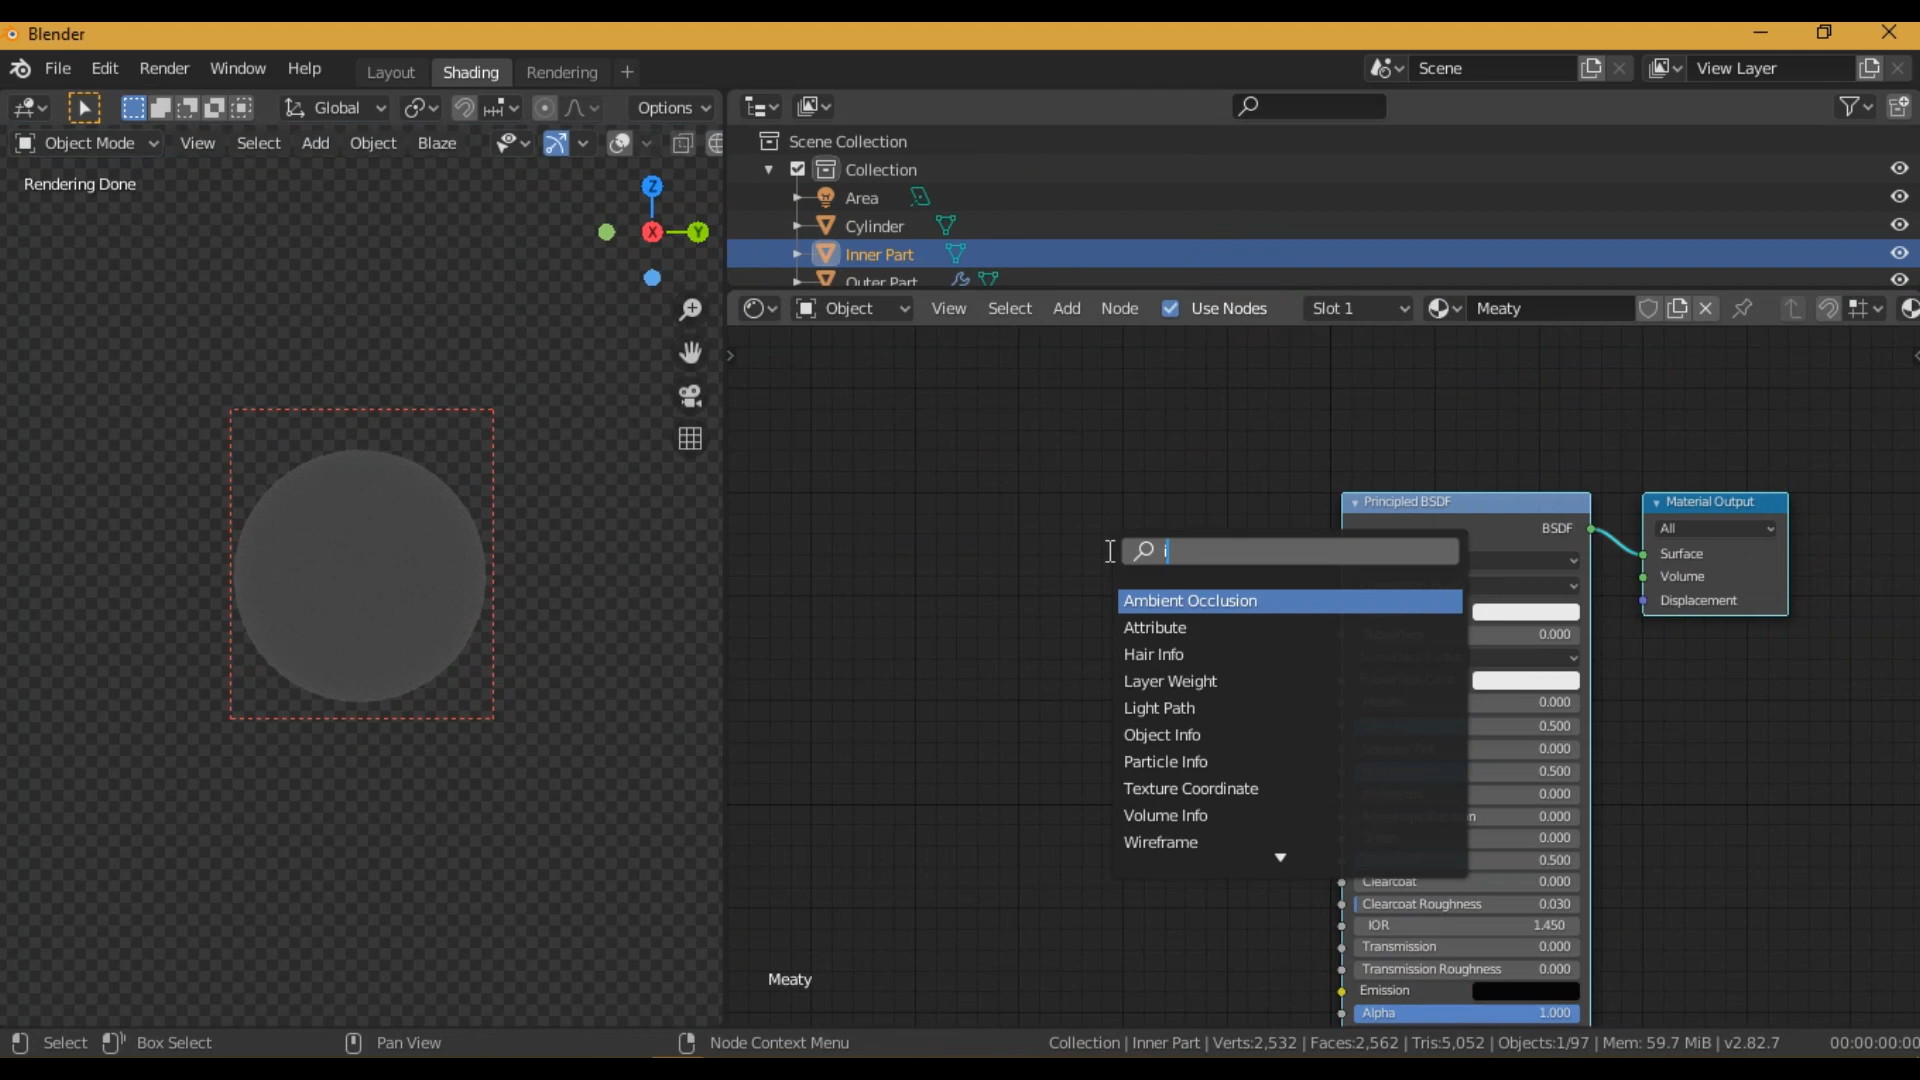 Blender
File Edit Render Window Help Layout Shading Rendering + Scene View Layer
Global Options
Object Mode View Select Add Object Blaze
Rendering Done
Z
X Y
Scene Collection
Collection
Area
Cylinder
Inner Part
Outer Part
Object View Select Add Node Use Nodes Slot 1 Meaty
Principled BSDF
BSDF
Material Output
All
Surface
Volume
Displacement
i
Ambient Occlusion
Attribute
Hair Info
Layer Weight
Light Path
Object Info
Particle Info
Texture Coordinate
Volume Info
Wireframe
0.000
0.000
0.500
0.000
0.500
0.000
0.000
0.000
0.500
Clearcoat 0.000
Clearcoat Roughness 0.030
IOR 1.450
Transmission 0.000
Transmission Roughness 0.000
Emission
Alpha 1.000
Meaty
Select Box Select Pan View Node Context Menu Collection | Inner Part | Verts:2,532 | Faces:2,562 | Tris:5,052 | Objects:1/97 | Mem: 59.7 MiB | v2.82.7 00:00:00:00